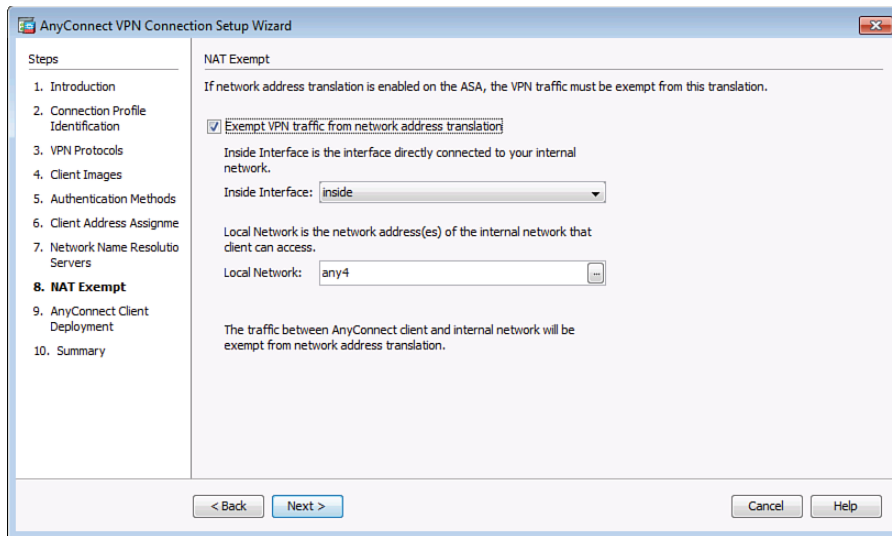 AnyConnect VPN Connection Setup Wizard
Steps
1. Introduction
2. Connection Profile
Identification
3. VPN Protocols
4. Client Images
5. Authentication Methods
6. Client Address Assignme
7. Network Name Resolutio
Servers
8. NAT Exempt
9. AnyConnect Client
Deployment
10. Summary
NAT Exempt
If network address translation is enabled on the ASA, the VPN traffic must be exempt from this translation.
Exempt VPN traffic from network address translation
Inside Interface is the interface directly connected to your internal
network.
Inside Interface: inside
Local Network is the network address(es) of the internal network that
client can access.
Local Network: any4
...
The traffic between AnyConnect client and internal network will be
exempt from network address translation.
< Back Next > Cancel Help